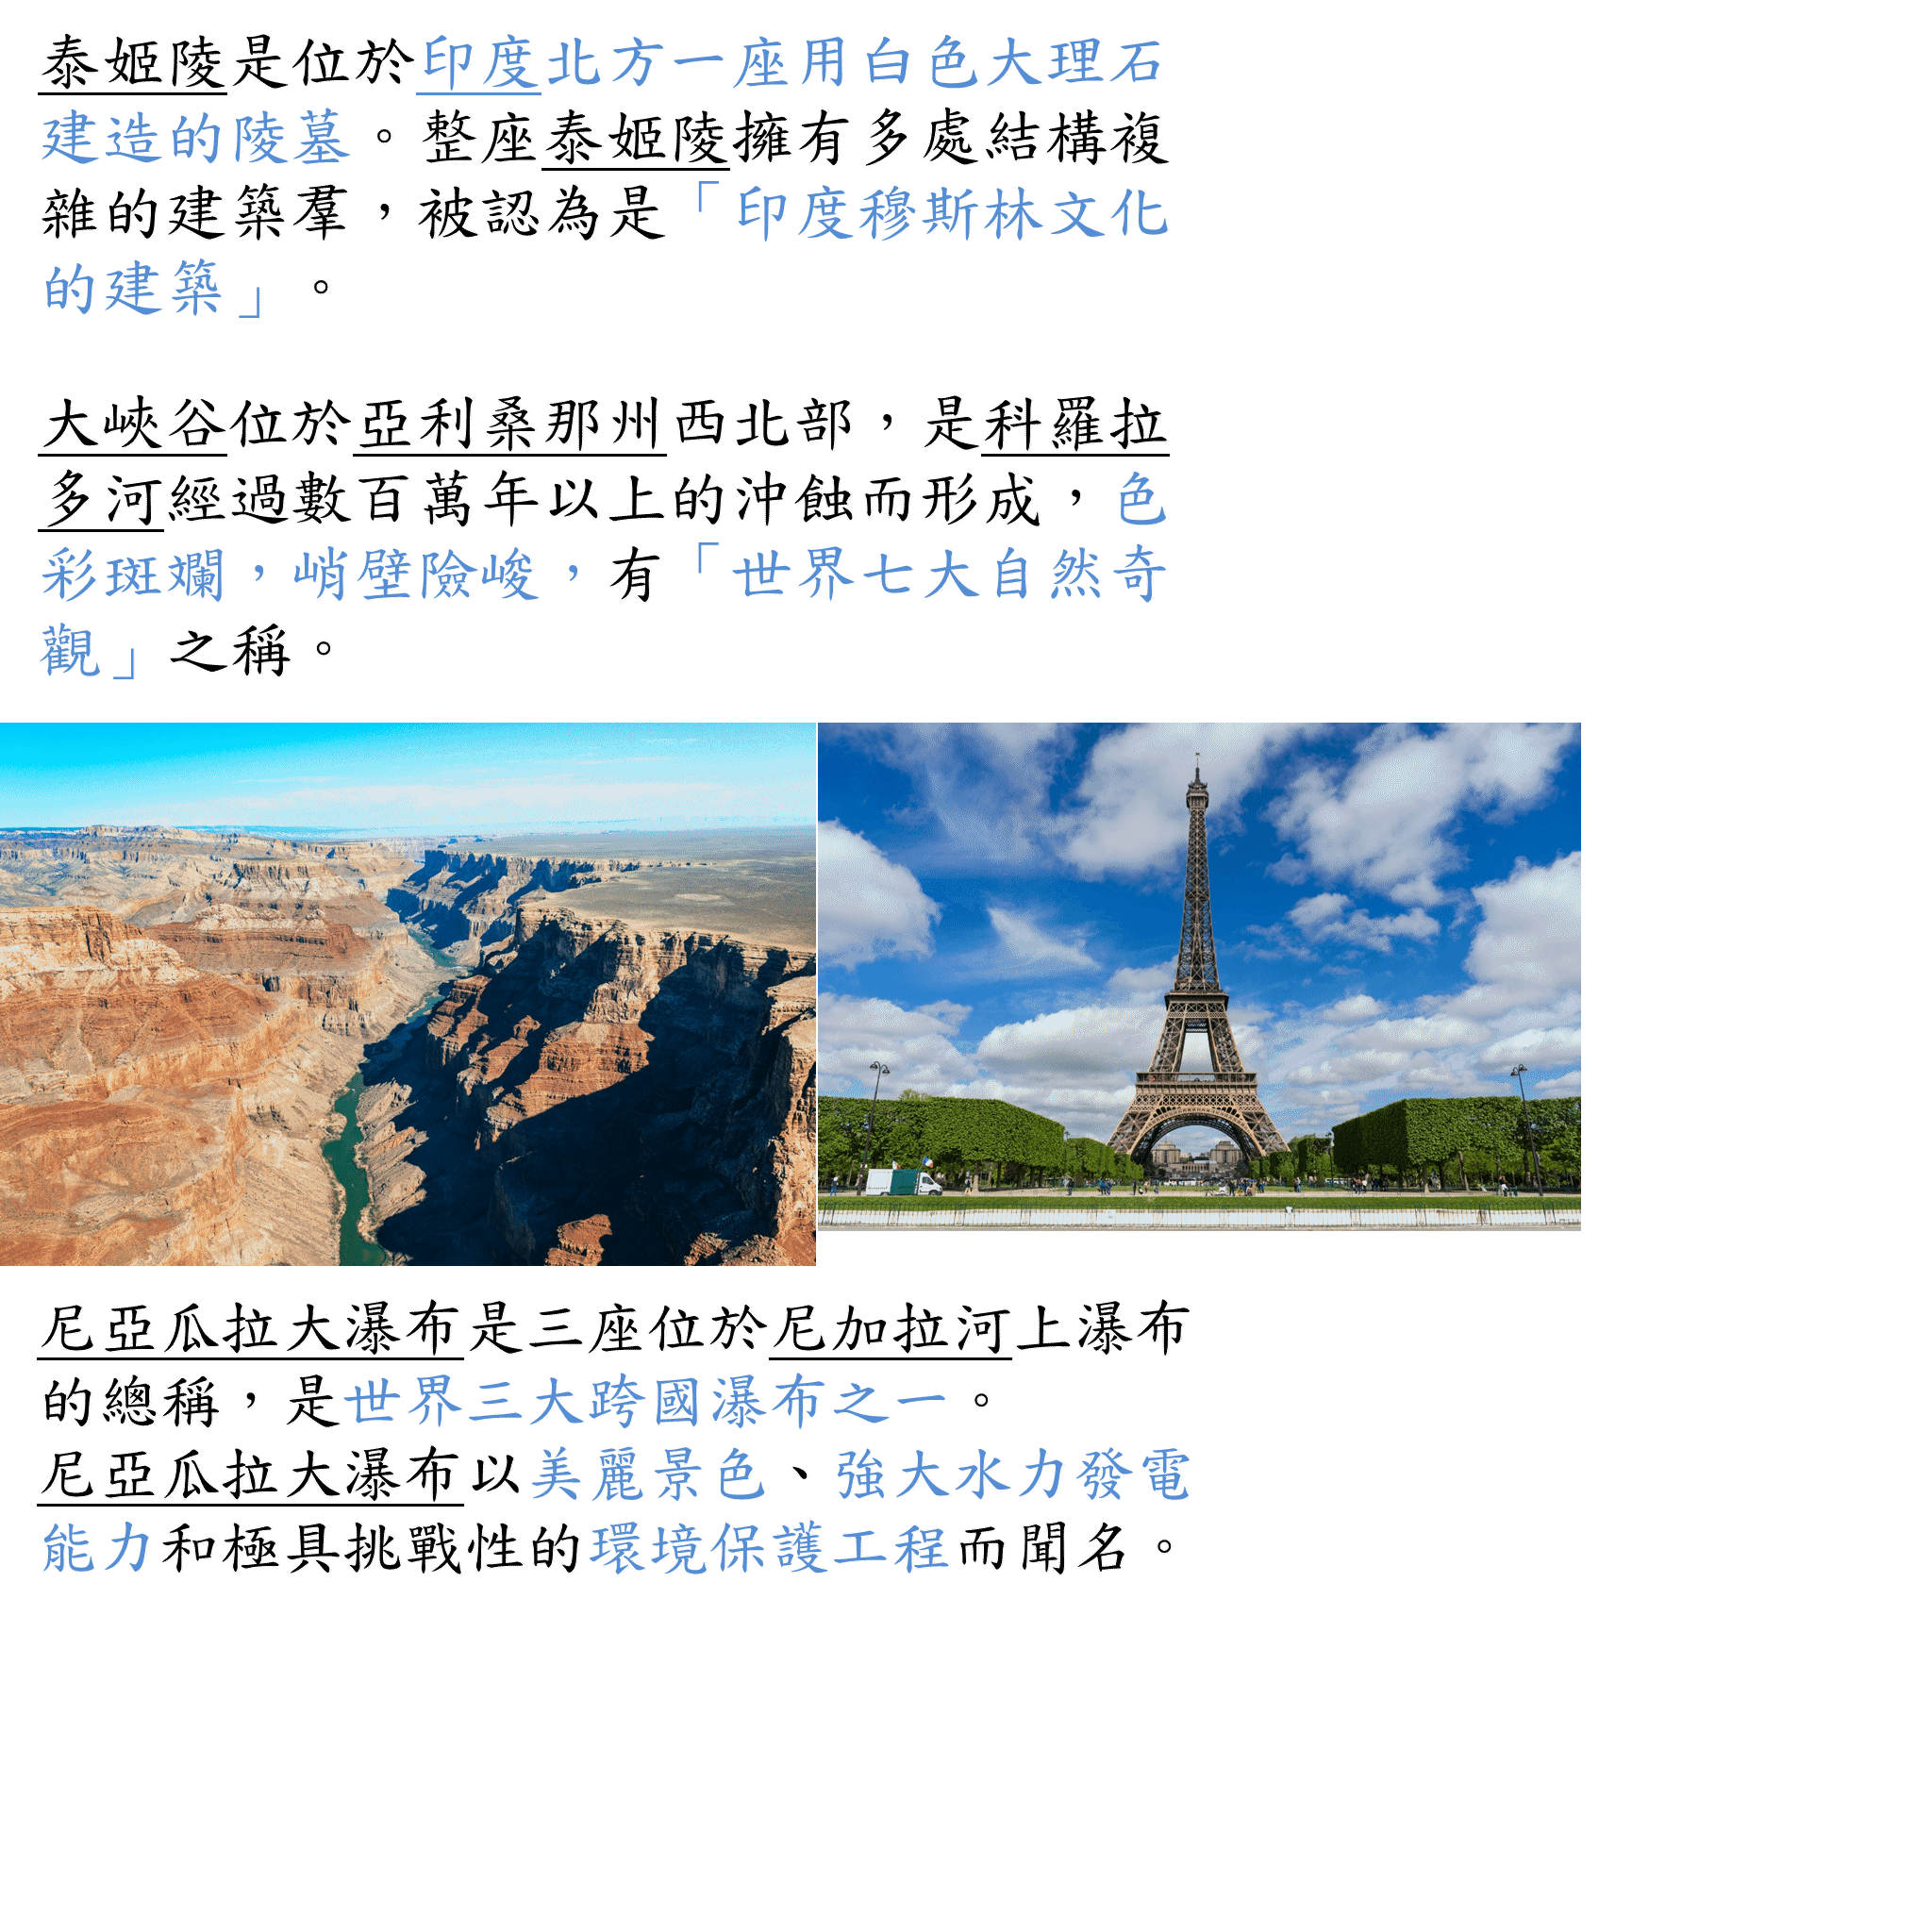 泰姬陵是位於印度北方一座用白色大理石
建造的陵墓。整座泰姬陵擁有多處結構複
雜的建築羣，被認為是「印度穆斯林文化
的建築」。
大峽谷位於亞利桑那州西北部，是科羅拉
多河經過數百萬年以上的沖蝕而形成，色
彩斑斕，峭壁險峻，有「世界七大自然奇
觀」之稱。
尼亞瓜拉大瀑布是三座位於尼加拉河上瀑布
的總稱，是世界三大跨國瀑布之一。
尼亞瓜拉大瀑布以美麗景色、強大水力發電
能力和極具挑戰性的環境保護工程而聞名。